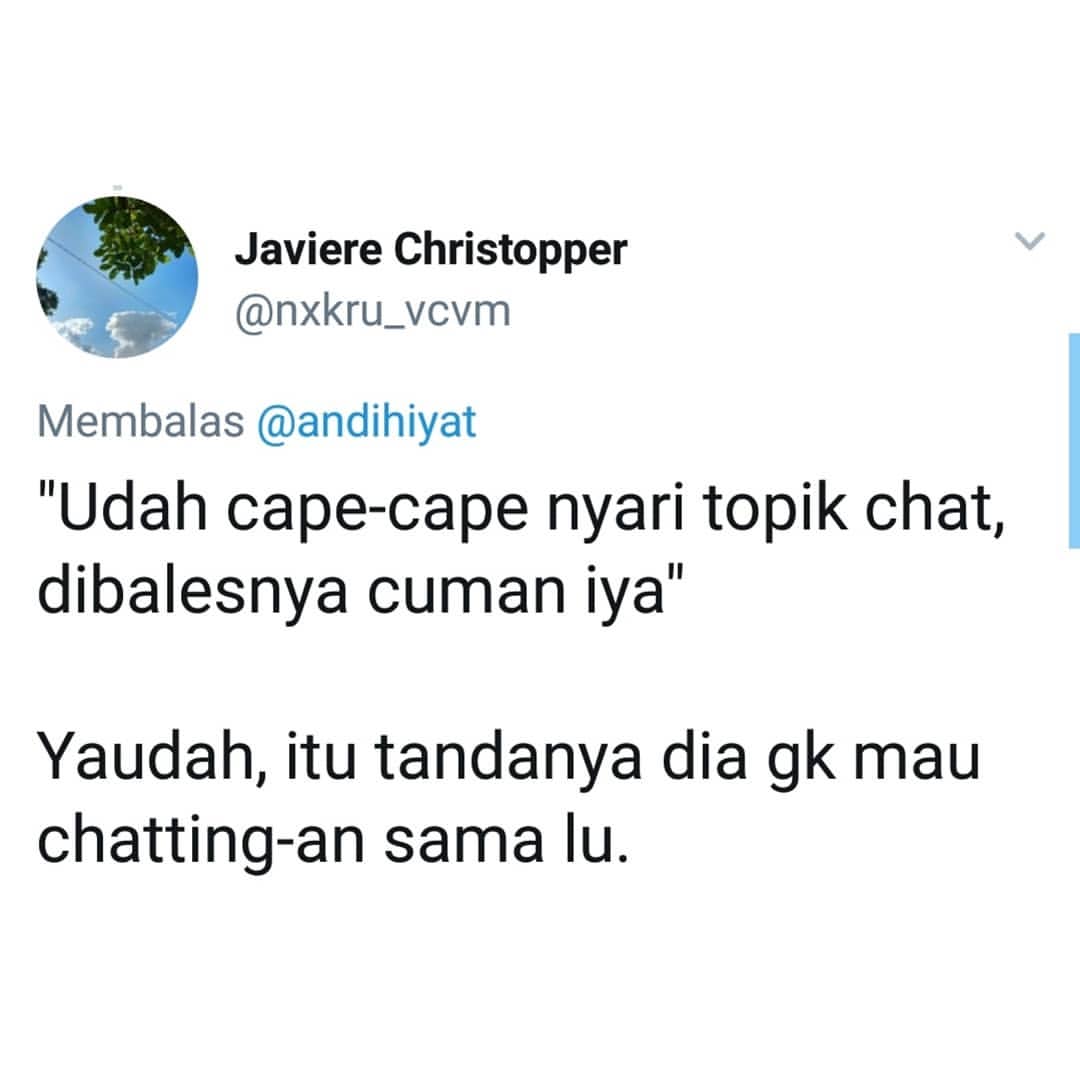 Javiere Christopper
@nxkru_vcvm
Membalas @andihiyat
"Udah cape-cape nyari topik chat,
dibalesnya cuman iya"
Yaudah, itu tandanya dia gk mau
chatting-an sama lu.